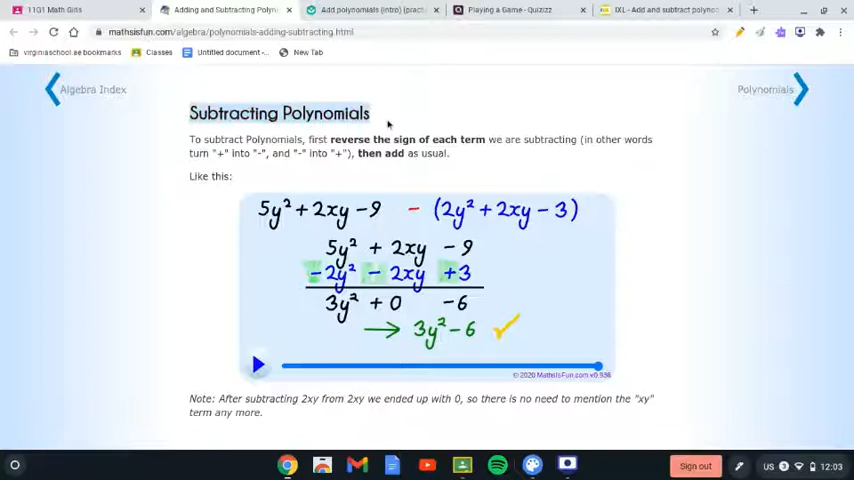 11G1 Math Girls
Adding and Subtracting Polyn
Add polynomials (intro) (pract
Playing a Game - Quizizz
IXL - Add and subtract polynom
mathsisfun.com/algebra/polynomials-adding-subtracting.html
virginiaschool.ae bookmarks
Classes
Untitled document -...
New Tab
Algebra Index
Polynomials
Subtracting Polynomials
To subtract Polynomials, first reverse the sign of each term we are subtracting (in other words
turn "+" into "-", and "-" into "+"), then add as usual.
Like this:
5y² + 2xy - 9 - (2y² + 2xy - 3)
5y² + 2xy - 9
- 2y² - 2xy + 3
3y² + 0 - 6
→ 3y² - 6 ✓
© 2020 MathsIsFun.com v0.936
Note: After subtracting 2xy from 2xy we ended up with 0, so there is no need to mention the "xy"
term any more.
Sign out
US
3
12:03